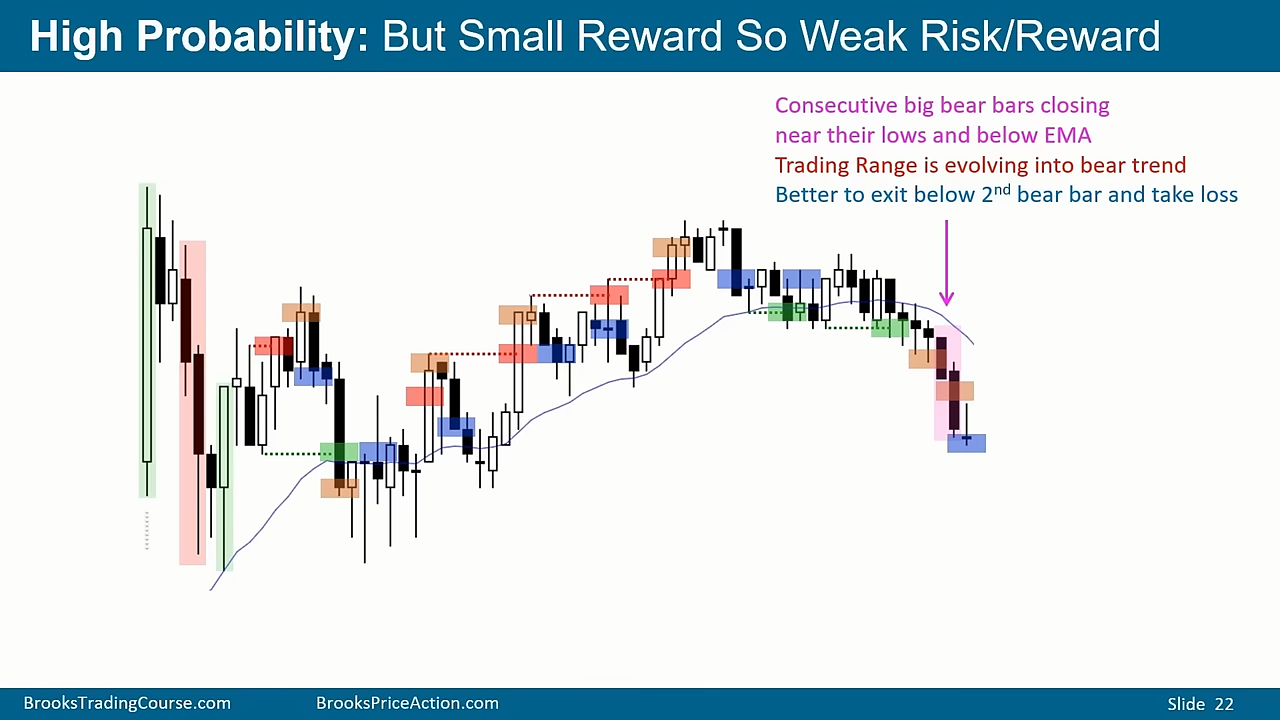 High Probability: But Small Reward So Weak Risk/Reward
Consecutive big bear bars closing
near their lows and below EMA
Trading Range is evolving into bear trend
Better to exit below 2nd bear bar and take loss
BrooksTradingCourse.com
BrooksPriceAction.com
Slide 22